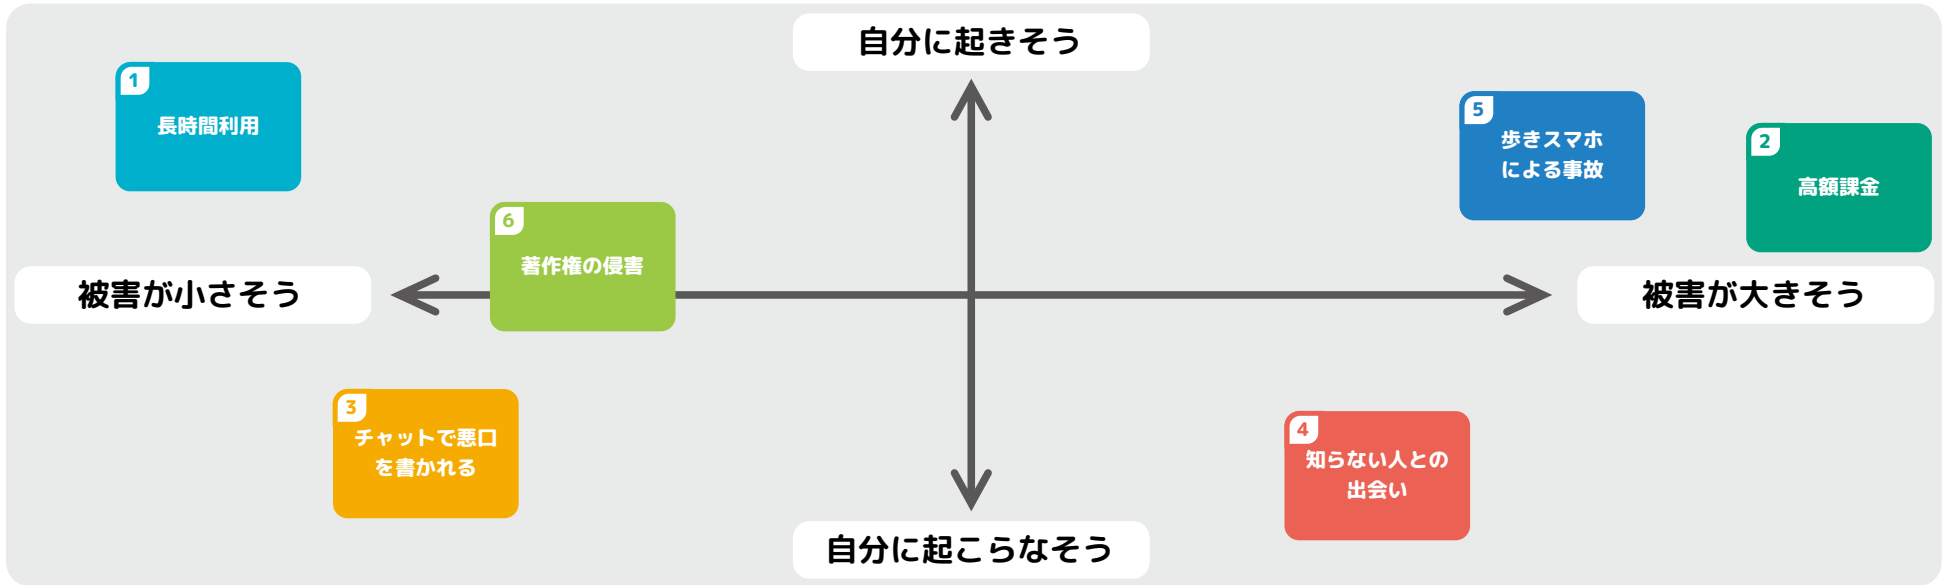 自分に起きそう
1
長時間利用
5
歩きスマホ
による事故
2
高額課金
6
著作権の侵害
被害が小さそう
被害が大きそう
3
チャットで悪口
を書かれる
4
知らない人との
出会い
自分に起こらなそう